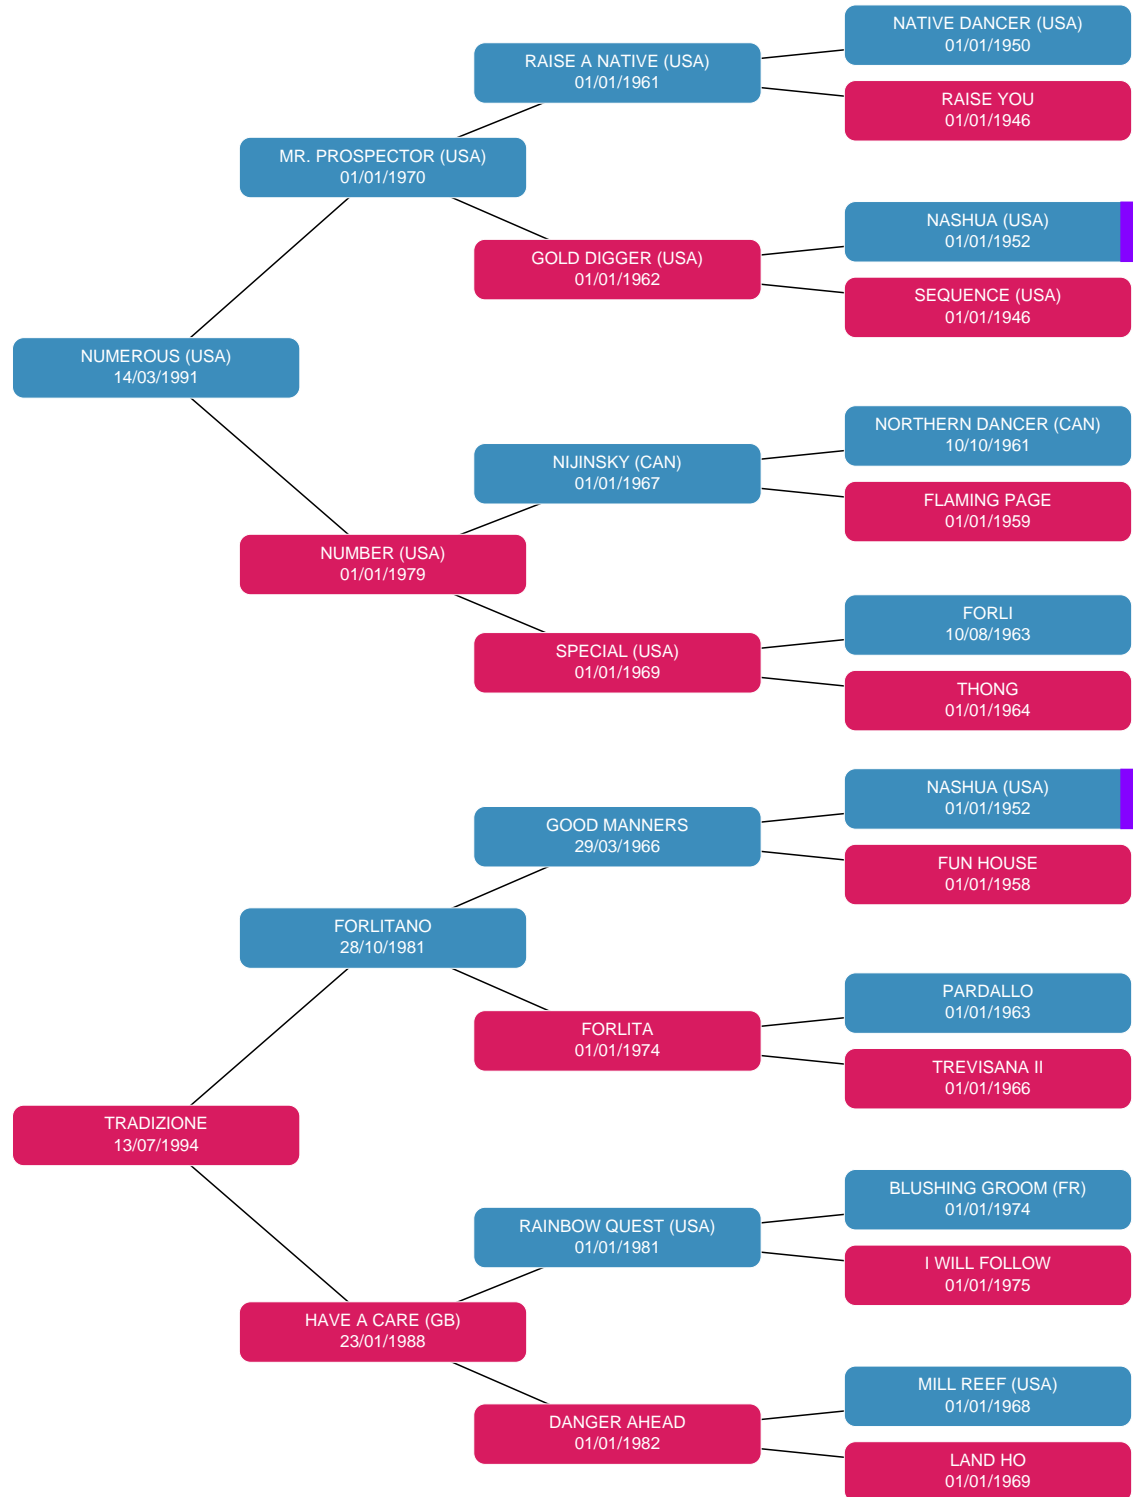 NATIVE DANCER (USA)
01/01/1950
RAISE A NATIVE (USA)
01/01/1961
RAISE YOU
01/01/1946
MR. PROSPECTOR (USA)
01/01/1970
NASHUA (USA)
01/01/1952
GOLD DIGGER (USA)
01/01/1962
SEQUENCE (USA)
01/01/1946
NUMEROUS (USA)
14/03/1991
NORTHERN DANCER (CAN)
10/10/1961
NIJINSKY (CAN)
01/01/1967
FLAMING PAGE
01/01/1959
NUMBER (USA)
01/01/1979
FORLI
10/08/1963
SPECIAL (USA)
01/01/1969
THONG
01/01/1964
NASHUA (USA)
01/01/1952
GOOD MANNERS
29/03/1966
FUN HOUSE
01/01/1958
FORLITANO
28/10/1981
PARDALLO
01/01/1963
FORLITA
01/01/1974
TREVISANA II
01/01/1966
TRADIZIONE
13/07/1994
BLUSHING GROOM (FR)
01/01/1974
RAINBOW QUEST (USA)
01/01/1981
I WILL FOLLOW
01/01/1975
HAVE A CARE (GB)
23/01/1988
MILL REEF (USA)
01/01/1968
DANGER AHEAD
01/01/1982
LAND HO
01/01/1969